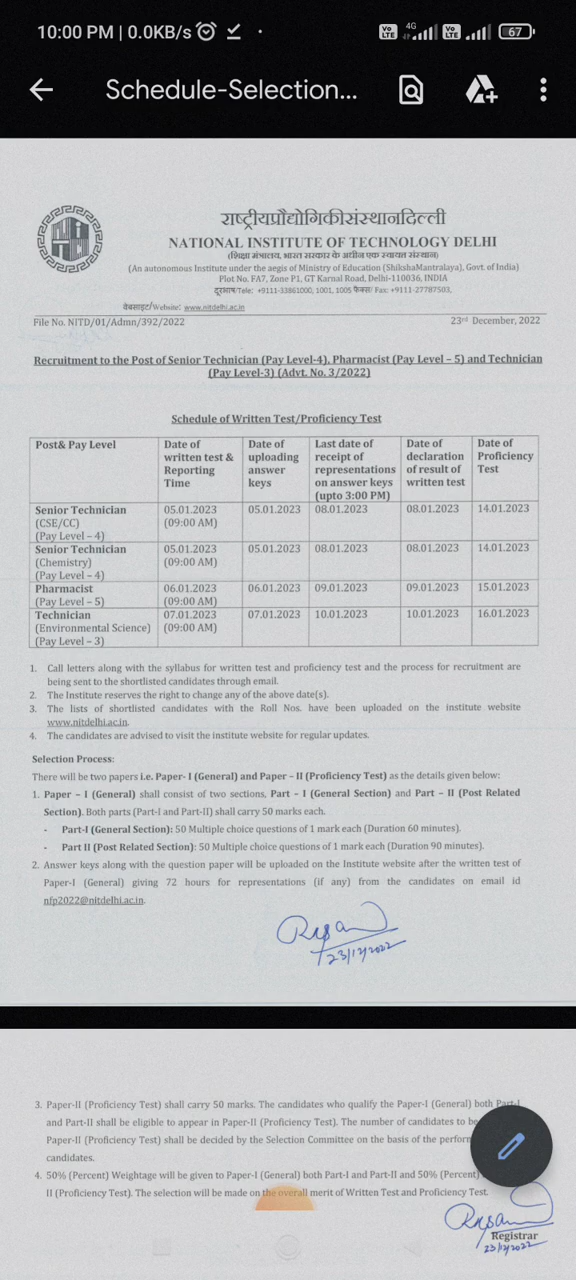 10:00 PM | 0.0KB/s
Vo LTE 4G Vo LTE 67
Schedule-Selection...
राष्ट्रीयप्रौद्योगिकीसंस्थानदिल्ली
NATIONAL INSTITUTE OF TECHNOLOGY DELHI
(शिक्षा मंत्रालय, भारत सरकार के अधीन एक स्वायत संस्थान)
(An autonomous Institute under the aegis of Ministry of Education (ShikshaMantralaya), Govt. of India)
Plot No. FA7, Zone P1, GT Karnal Road, Delhi-110036, INDIA
दूरभाष/Tele: +9111-33861000, 1001, 1005 फैक्स/ Fax: +9111-27787503,
वेबसाइट/Website: www.nitdelhi.ac.in
File No. NITD/01/Admn/392/2022 23rd December, 2022
Recruitment to the Post of Senior Technician (Pay Level-4), Pharmacist (Pay Level – 5) and Technician
(Pay Level-3) (Advt. No. 3/2022)
Schedule of Written Test/Proficiency Test
Post& Pay Level Date of Date of Last date of Date of Date of
written test & uploading receipt of declaration Proficiency
Reporting answer representations of result of Test
Time keys on answer keys written test
(upto 3:00 PM)
Senior Technician 05.01.2023 05.01.2023 08.01.2023 08.01.2023 14.01.2023
(CSE/CC) (09:00 AM)
(Pay Level – 4)
Senior Technician 05.01.2023 05.01.2023 08.01.2023 08.01.2023 14.01.2023
(Chemistry) (09:00 AM)
(Pay Level – 4)
Pharmacist 06.01.2023 06.01.2023 09.01.2023 09.01.2023 15.01.2023
(Pay Level – 5) (09:00 AM)
Technician 07.01.2023 07.01.2023 10.01.2023 10.01.2023 16.01.2023
(Environmental Science) (09:00 AM)
(Pay Level – 3)
1. Call letters along with the syllabus for written test and proficiency test and the process for recruitment are
being sent to the shortlisted candidates through email.
2. The Institute reserves the right to change any of the above date(s).
3. The lists of shortlisted candidates with the Roll Nos. have been uploaded on the institute website
www.nitdelhi.ac.in.
4. The candidates are advised to visit the institute website for regular updates.
Selection Process:
There will be two papers i.e. Paper- I (General) and Paper – II (Proficiency Test) as the details given below:
1. Paper – I (General) shall consist of two sections, Part – I (General Section) and Part – II (Post Related
Section). Both parts (Part-I and Part-II) shall carry 50 marks each.
- Part-I (General Section): 50 Multiple choice questions of 1 mark each (Duration 60 minutes).
- Part II (Post Related Section): 50 Multiple choice questions of 1 mark each (Duration 90 minutes).
2. Answer keys along with the question paper will be uploaded on the Institute website after the written test of
Paper-I (General) giving 72 hours for representations (if any) from the candidates on email id
nfp2022@nitdelhi.ac.in.
23/12/2022
3. Paper-II (Proficiency Test) shall carry 50 marks. The candidates who qualify the Paper-I (General) both Part-I
and Part-II shall be eligible to appear in Paper-II (Proficiency Test). The number of candidates to be
Paper-II (Proficiency Test) shall be decided by the Selection Committee on the basis of the perform
candidates.
4. 50% (Percent) Weightage will be given to Paper-I (General) both Part-I and Part-II and 50% (Percent)
II (Proficiency Test). The selection will be made on the overall merit of Written Test and Proficiency Test.
Registrar
23/12/2022